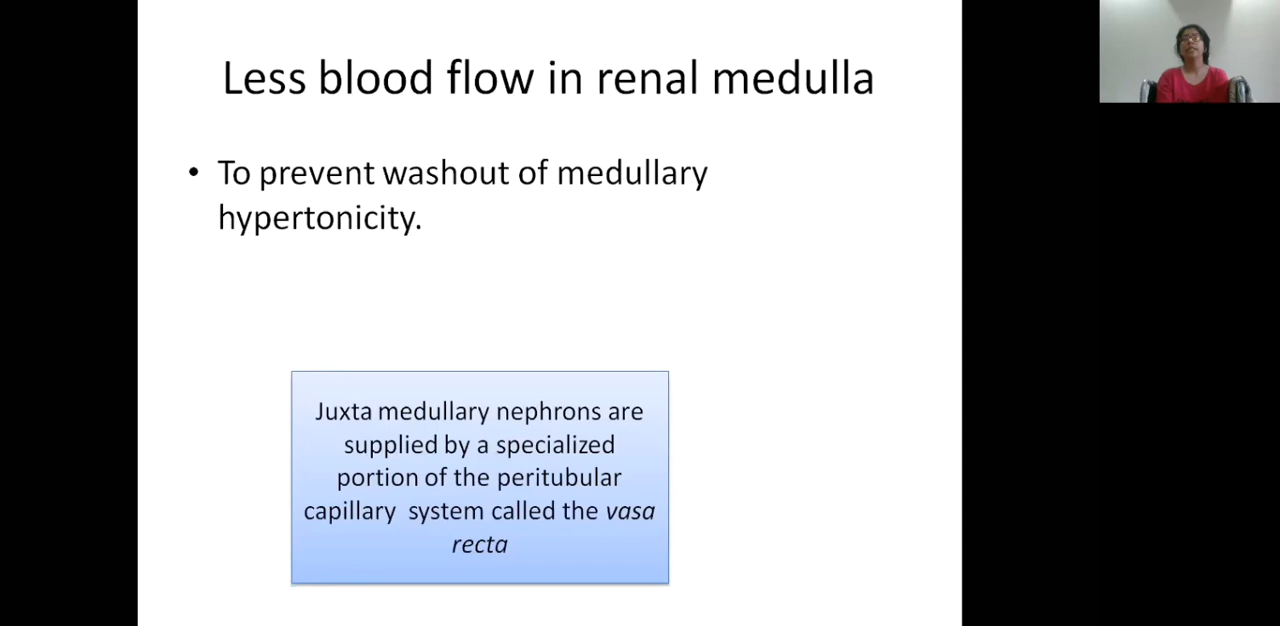 Less blood flow in renal medulla
• To prevent washout of medullary
hypertonicity.
Juxta medullary nephrons are
supplied by a specialized
portion of the peritubular
capillary system called the vasa
recta